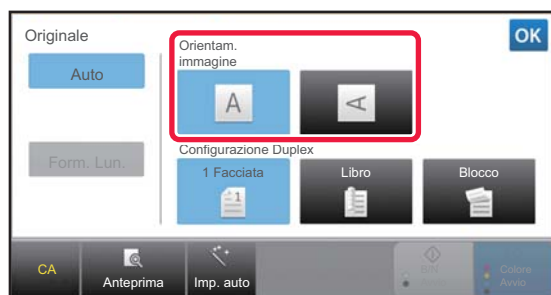 Originale
OK
Orientam.
immagine
Auto
A
A
Configurazione Duplex
Form. Lun.
1 Facciata
Libro
Blocco
1
CA
Anteprima
Imp. auto
B/N
Avvio
Colore
Avvio